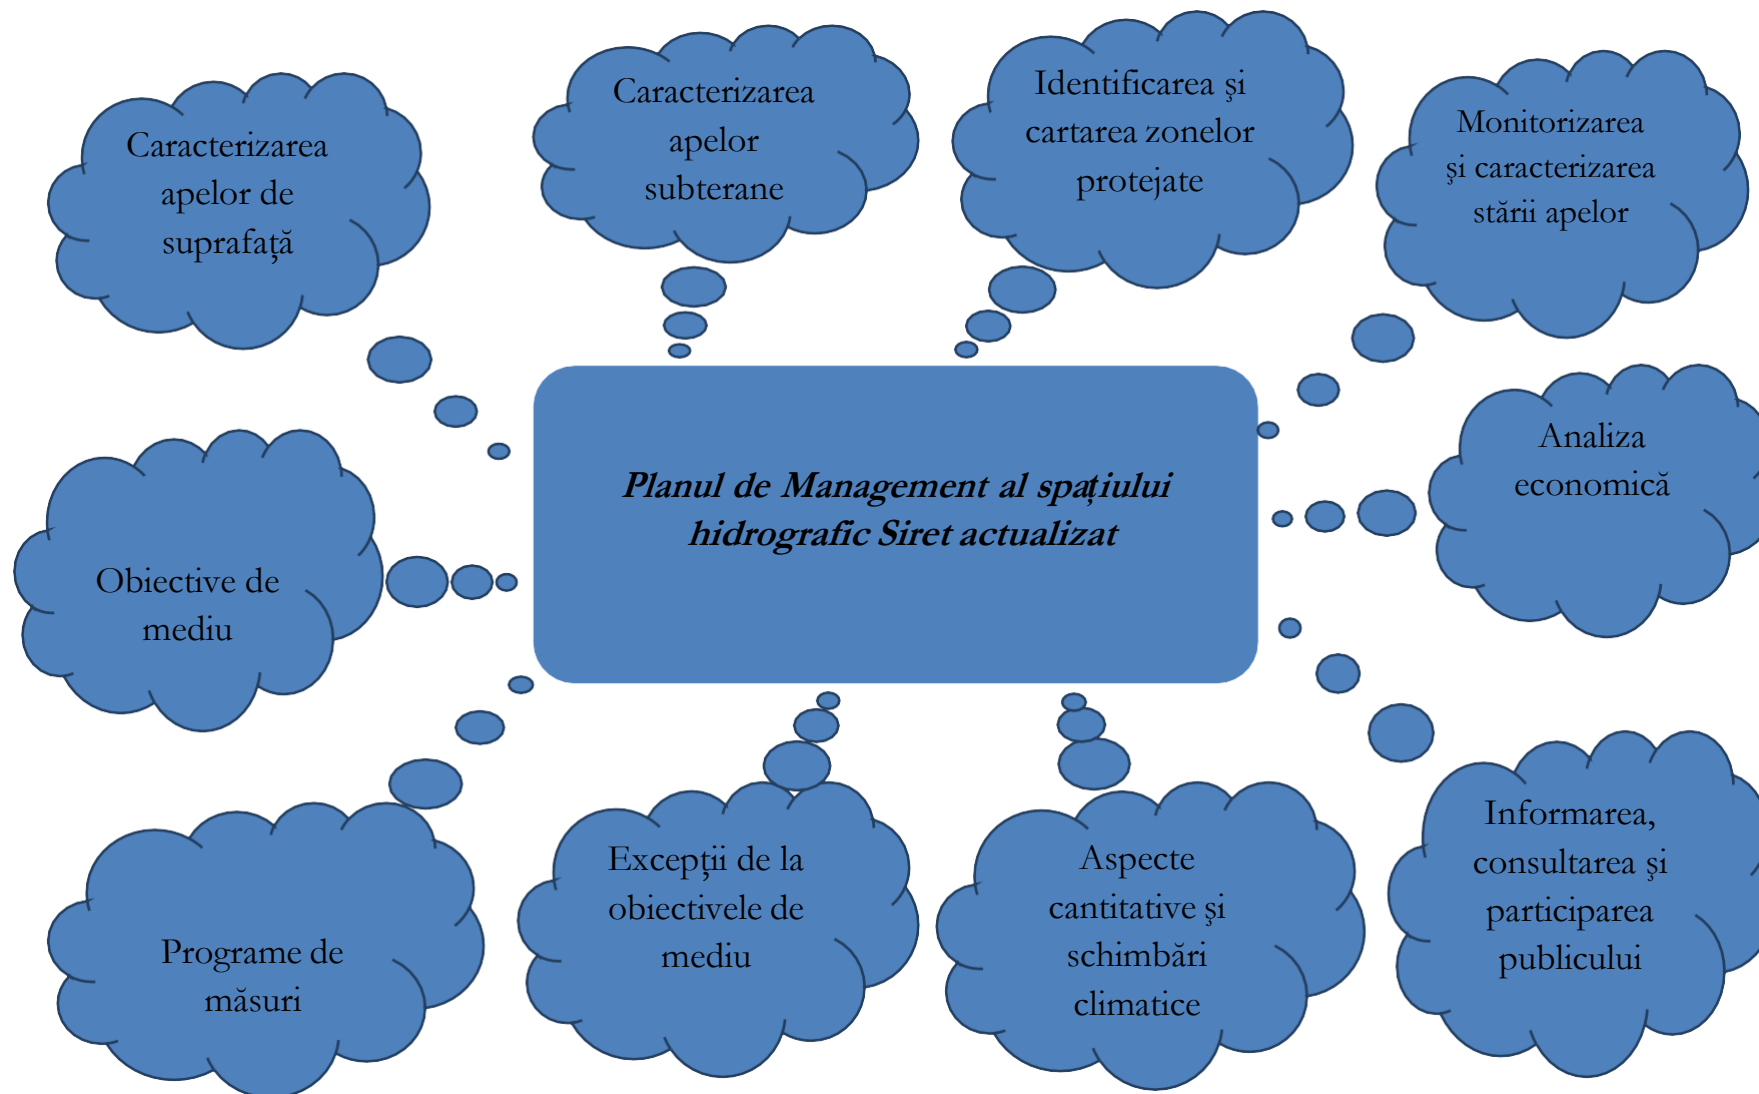 Caracterizarea
apelor de
suprafaţă
Caracterizarea
apelor
subterane
Identificarea şi
cartarea zonelor
protejate
Monitorizarea
şi caracterizarea
stării apelor
Analiza
economică
Planul de Management al spaţiului
hidrografic Siret actualizat
Obiective de
mediu
Programe de
măsuri
Excepţii de la
obiectivele de
mediu
Aspecte
cantitative şi
schimbări
climatice
Informarea,
consultarea şi
participarea
publicului